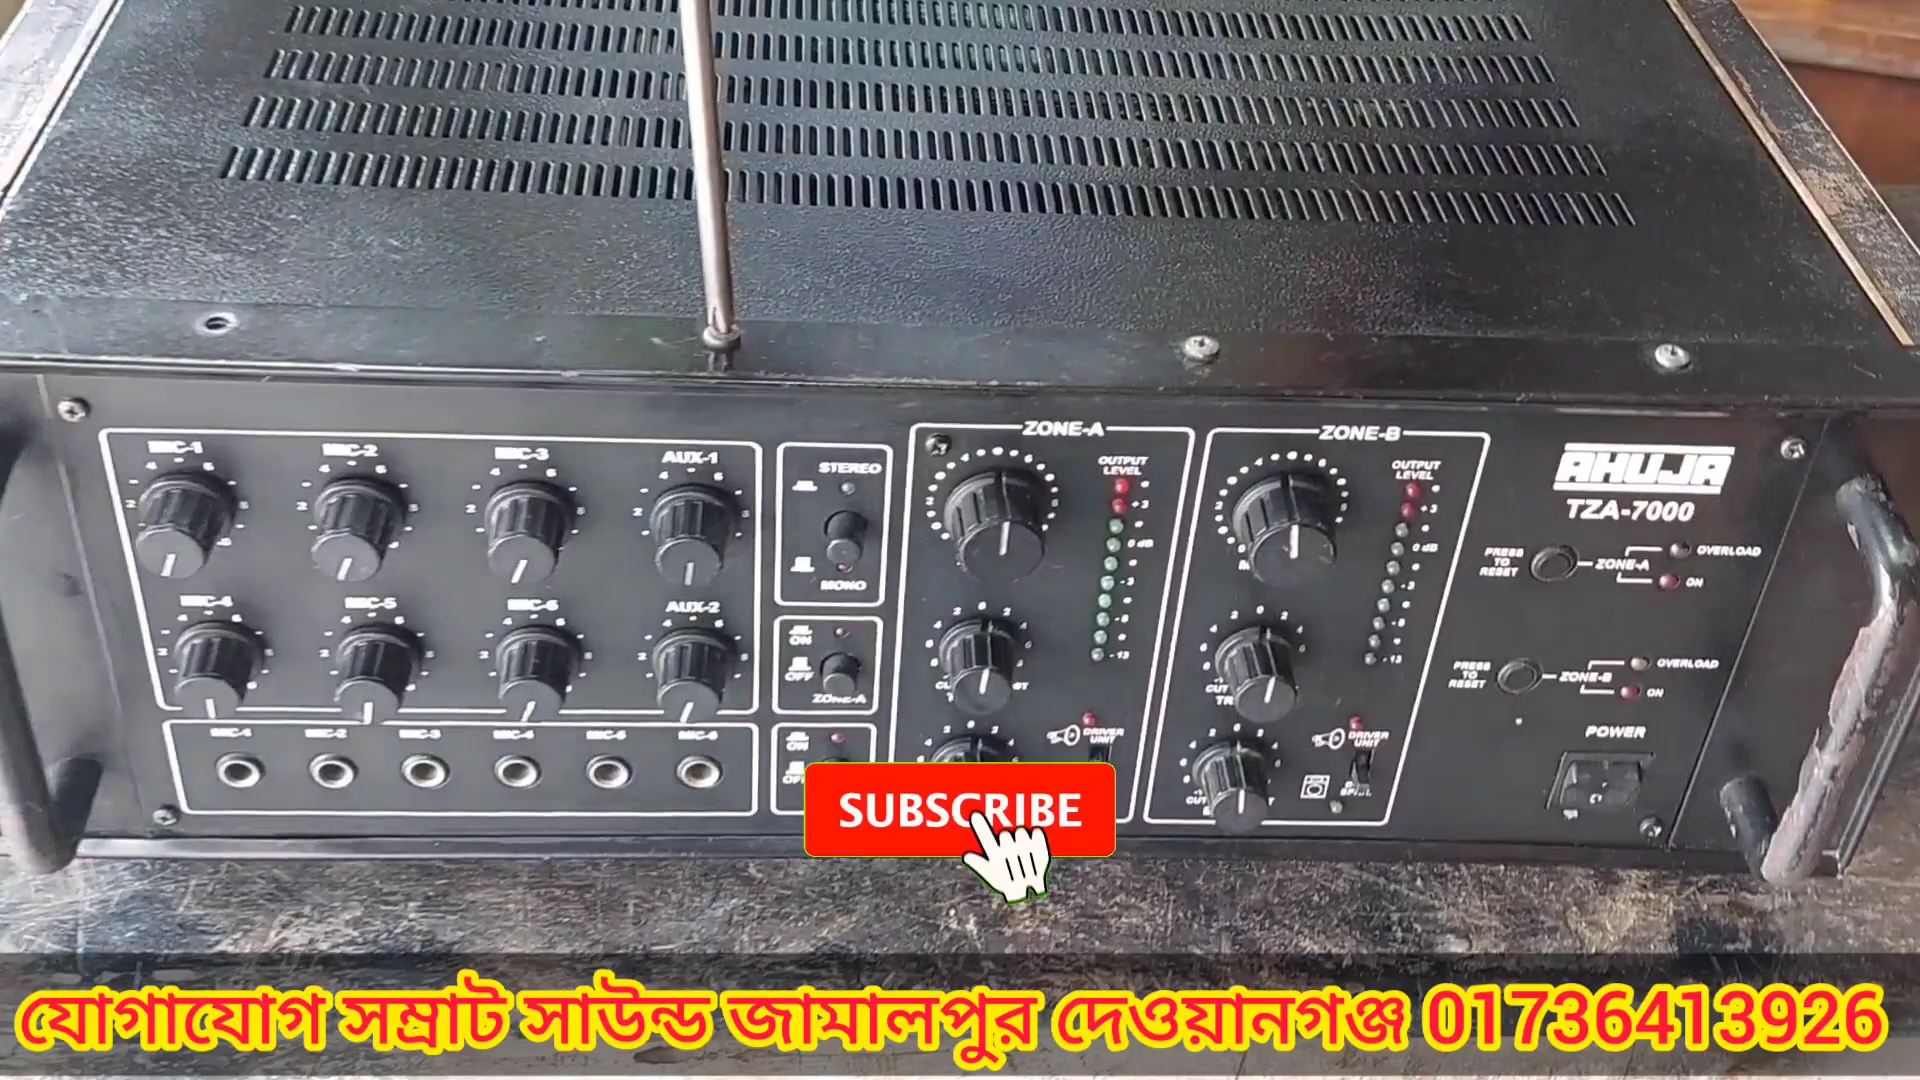 ZONE-A
ZONE-B
MIC-1 MIC-2 MIC-3 AUX-1
STEREO
MONO
OUTPUT LEVEL
OUTPUT LEVEL
AHUJA
TZA-7000
PRESS TO RESET
ZONE-A
OVERLOAD
ON
MIC-4 MIC-5 MIC-6 AUX-2
ON
OFF
ZONE-A
PRESS TO RESET
ZONE-B
OVERLOAD
ON
MIC-1 MIC-2 MIC-3 MIC-4 MIC-5 MIC-6
ON
DRIVER UNIT
DRIVER UNIT
POWER
SUBSCRIBE
যোগাযোগ সম্রাট সাউন্ড জামালপুর দেওয়ানগঞ্জ 01736413926